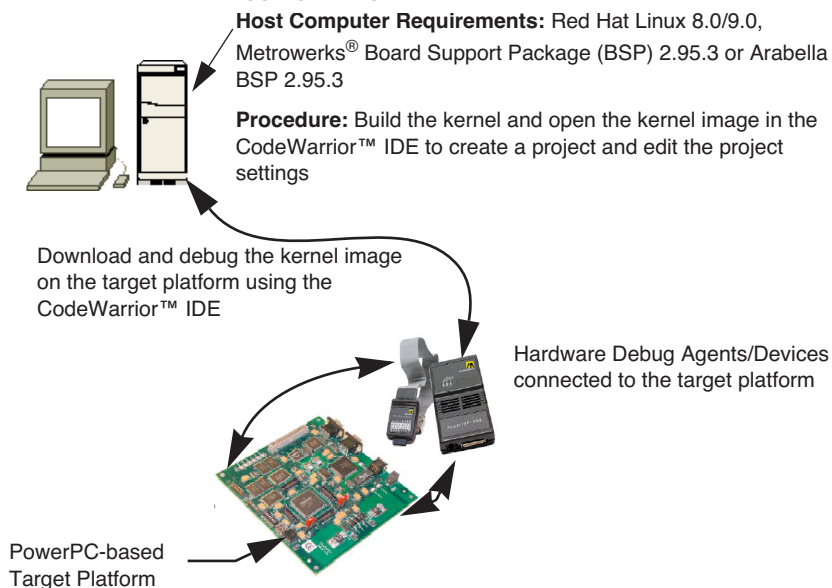 Host Computer Requirements: Red Hat Linux 8.0/9.0,
Metrowerks® Board Support Package (BSP) 2.95.3 or Arabella
BSP 2.95.3
Procedure: Build the kernel and open the kernel image in the
CodeWarrior™ IDE to create a project and edit the project
settings
Download and debug the kernel image
on the target platform using the
CodeWarrior™ IDE
Hardware Debug Agents/Devices
connected to the target platform
PowerPC-based
Target Platform